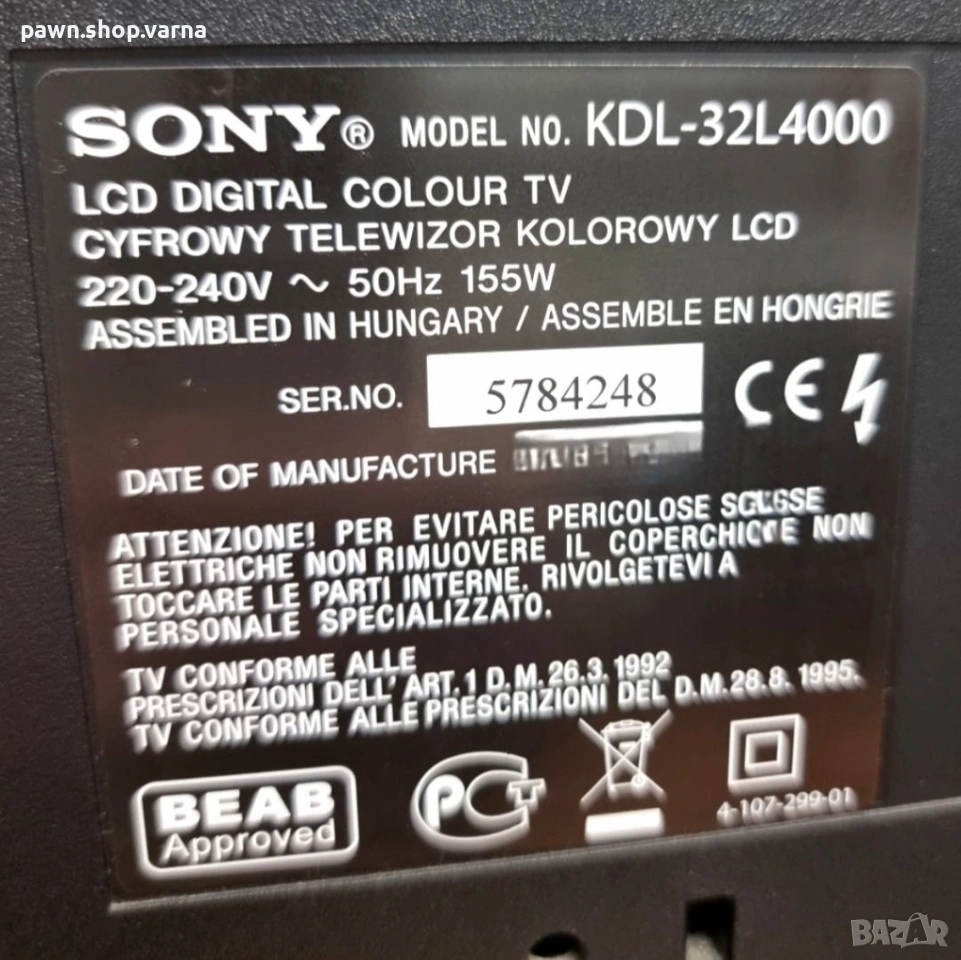 pawn.shop.varna
SONY® MODEL NO. KDL-32L4000
LCD DIGITAL COLOUR TV
CYFROWY TELEWIZOR KOLOROWY LCD
220-240V ~ 50Hz 155W
ASSEMBLED IN HUNGARY / ASSEMBLE EN HONGRIE
SER.NO. 5784248
CE
DATE OF MANUFACTURE
ATTENZIONE! PER EVITARE PERICOLOSE
ELETTRICHE NON RIMUOVERE IL NON
TOCCARE LE PARTI INTERNE. RIVOLGETEVI A
PERSONALE SPECIALIZZATO.
TV CONFORME ALLE
PRESCRIZIONI DELL' ART.1 D.M. 26.3. 1992
TV CONFORME ALLE PRESCRIZIONI DEL D.M.28.8. 1995.
BEAB
Approved
PCT
4-107-299-01
BAZAR